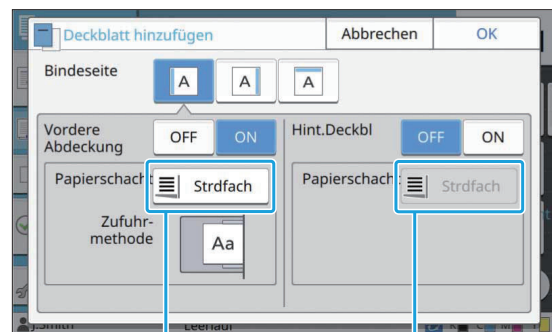 Deckblatt hinzufügen
Abbrechen
OK
Bindeseite
A
A
A
Vordere
Abdeckung
OFF
ON
Hint.Deckbl
OFF
ON
Papierschacht
Strdfach
Papierschacht
Strdfach
Zufuhr-
methode
Aa
J.Smith
Leerlauf
K
C
M